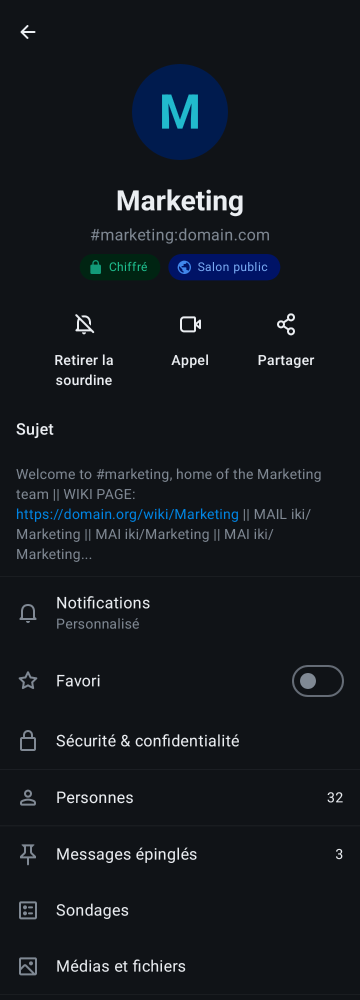 M
Marketing
#marketing:domain.com
Chiffré
Salon public
Retirer la
sourdine
Appel
Partager
Sujet
Welcome to #marketing, home of the Marketing
team || WIKI PAGE:
https://domain.org/wiki/Marketing || MAIL iki/
Marketing || MAI iki/Marketing || MAI iki/
Marketing...
Notifications
Personnalisé
Favori
Sécurité & confidentialité
Personnes 32
Messages épinglés 3
Sondages
Médias et fichiers